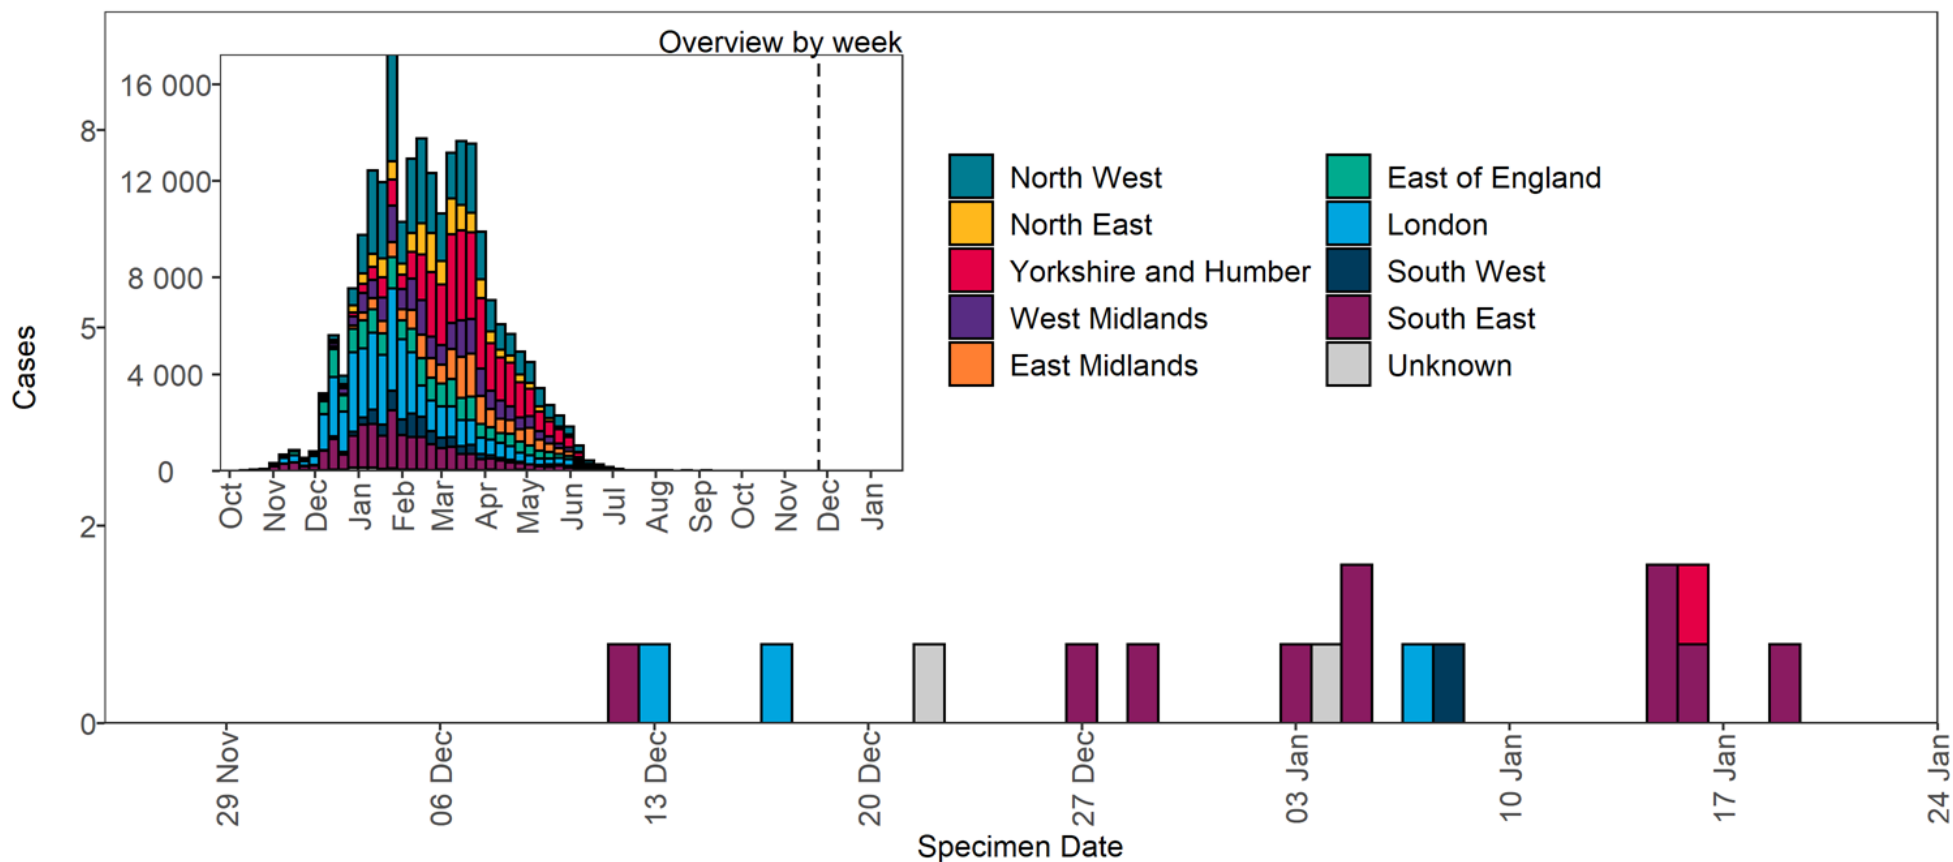 Overview by week
16 000
12 000
8 000
4 000
0
Oct
Nov
Dec
Jan
Feb
Mar
Apr
May
Jun
Jul
Aug
Sep
Oct
Nov
Dec
Jan
North West
North East
Yorkshire and Humber
West Midlands
East Midlands
East of England
London
South West
South East
Unknown
Cases
8
5
2
0
29 Nov
06 Dec
13 Dec
20 Dec
27 Dec
03 Jan
10 Jan
17 Jan
24 Jan
Specimen Date